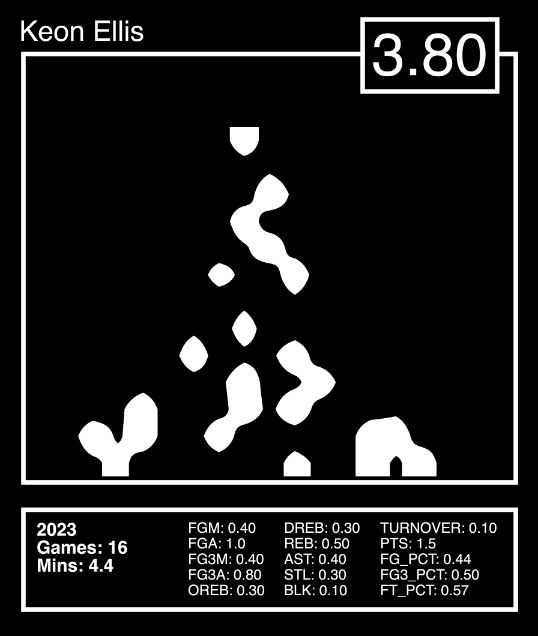 Keon Ellis
3.80
2023
Games: 16
Mins: 4.4
FGM: 0.40
FGA: 1.0
FG3M: 0.40
FG3A: 0.80
OREB: 0.30
DREB: 0.30
REB: 0.50
AST: 0.40
STL: 0.30
BLK: 0.10
TURNOVER: 0.10
PTS: 1.5
FG_PCT: 0.44
FG3_PCT: 0.50
FT_PCT: 0.57